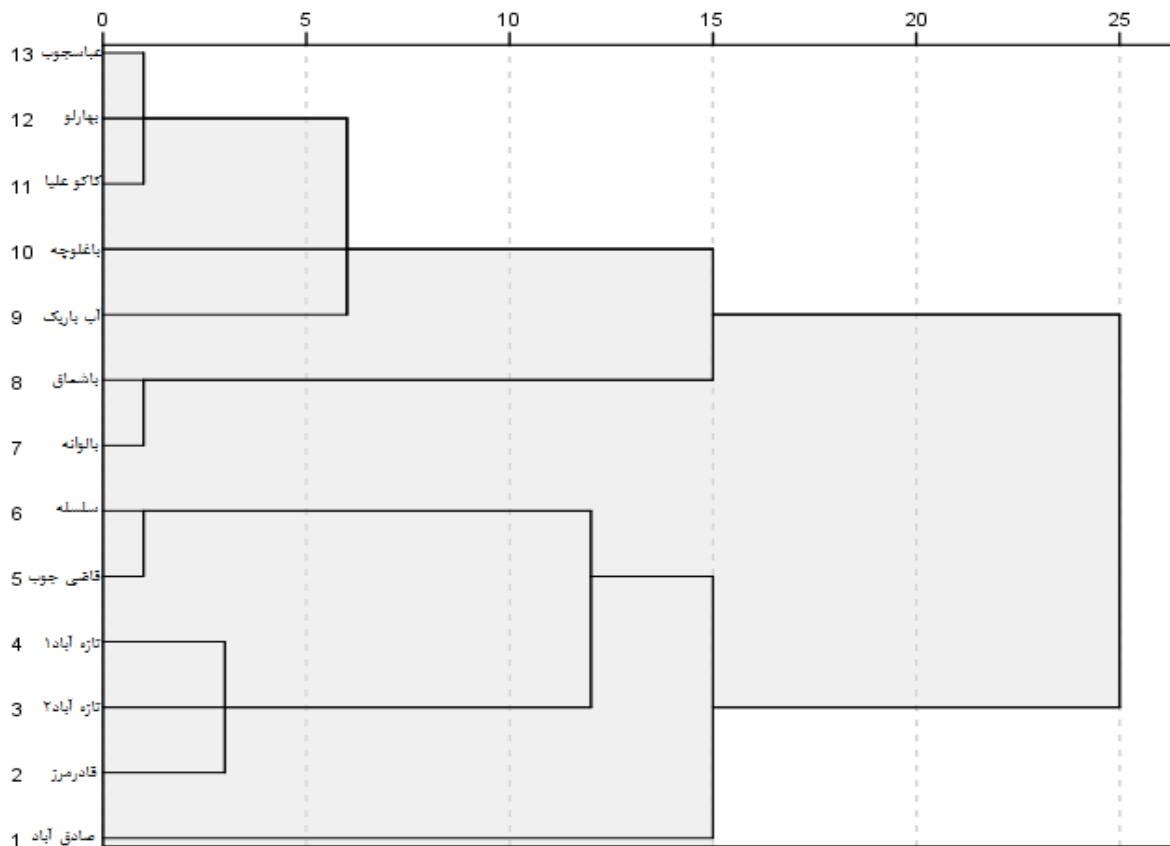 0 5 10 15 20 25
13 عباسجوب
12 بهارلو
11 کاکو علیا
10 باغلوچه
9 آب باریک
8 باشماق
7 بالوانه
6 سلسله
5 قاضی جوب
4 تازه آباد۱
3 تازه آباد۲
2 قادرمرز
1 صادق آباد